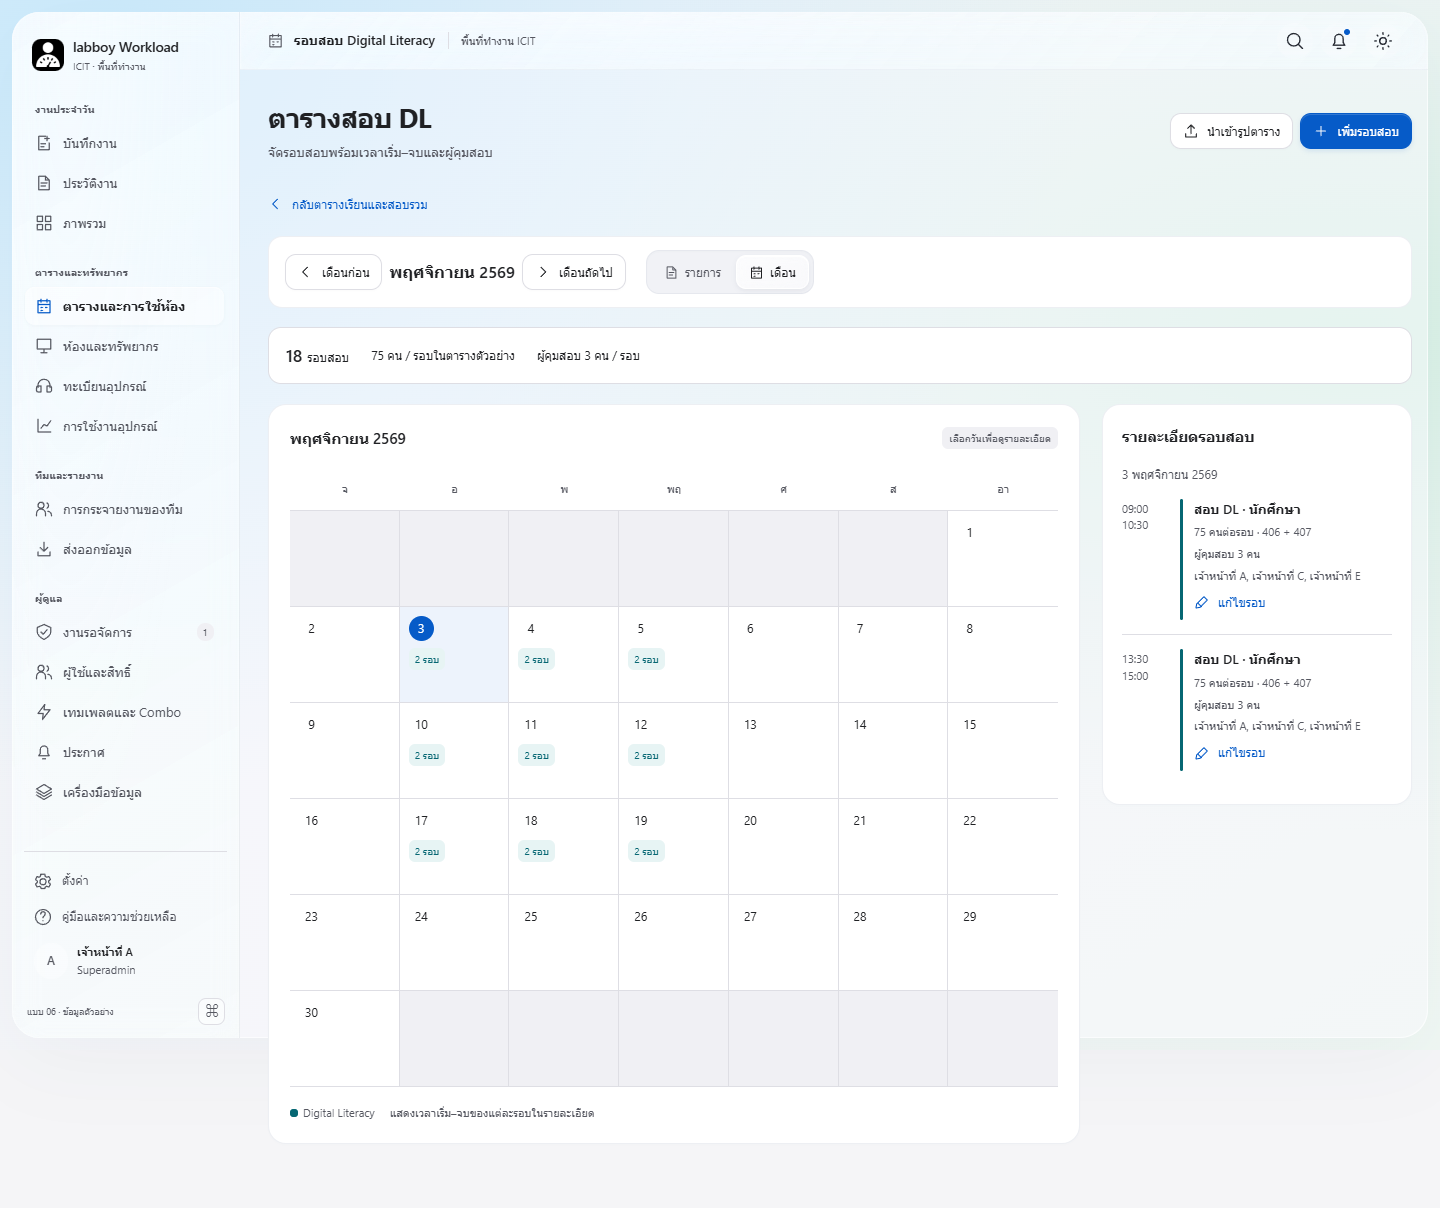 labboy Workload
ICIT · พื้นที่ทำงาน
งานประจำวัน
บันทึกงาน
ประวัติงาน
ภาพรวม
ตารางและทรัพยากร
ตารางและการใช้ห้อง
ห้องและทรัพยากร
ทะเบียนอุปกรณ์
การใช้งานอุปกรณ์
ทีมและรายงาน
การกระจายงานของทีม
ส่งออกข้อมูล
ผู้ดูแล
งานรอจัดการ 1
ผู้ใช้และสิทธิ์
เทมเพลตและ Combo
ประกาศ
เครื่องมือข้อมูล
ตั้งค่า
คู่มือและความช่วยเหลือ
A เจ้าหน้าที่ A
Superadmin
แบบ 06 · ข้อมูลตัวอย่าง ⌘
รอบสอบ Digital Literacy พื้นที่ทำงาน ICIT
ตารางสอบ DL
จัดรอบสอบพร้อมเวลาเริ่ม–จบและผู้คุมสอบ
นำเข้ารูปตาราง เพิ่มรอบสอบ
กลับตารางเรียนและสอบรวม
เดือนก่อน พฤศจิกายน 2569 เดือนถัดไป รายการ เดือน
18 รอบสอบ 75 คน / รอบในตารางตัวอย่าง ผู้คุมสอบ 3 คน / รอบ
พฤศจิกายน 2569 เลือกวันเพื่อดูรายละเอียด
จ อ พ พฤ ศ ส อา
1
2 3 4 5 6 7 8
2 รอบ 2 รอบ 2 รอบ
9 10 11 12 13 14 15
2 รอบ 2 รอบ 2 รอบ
16 17 18 19 20 21 22
2 รอบ 2 รอบ 2 รอบ
23 24 25 26 27 28 29
30
Digital Literacy แสดงเวลาเริ่ม–จบของแต่ละรอบในรายละเอียด
รายละเอียดรอบสอบ
3 พฤศจิกายน 2569
09:00
10:30
สอบ DL · นักศึกษา
75 คนต่อรอบ · 406 + 407
ผู้คุมสอบ 3 คน
เจ้าหน้าที่ A, เจ้าหน้าที่ C, เจ้าหน้าที่ E
แก้ไขรอบ
13:30
15:00
สอบ DL · นักศึกษา
75 คนต่อรอบ · 406 + 407
ผู้คุมสอบ 3 คน
เจ้าหน้าที่ A, เจ้าหน้าที่ C, เจ้าหน้าที่ E
แก้ไขรอบ